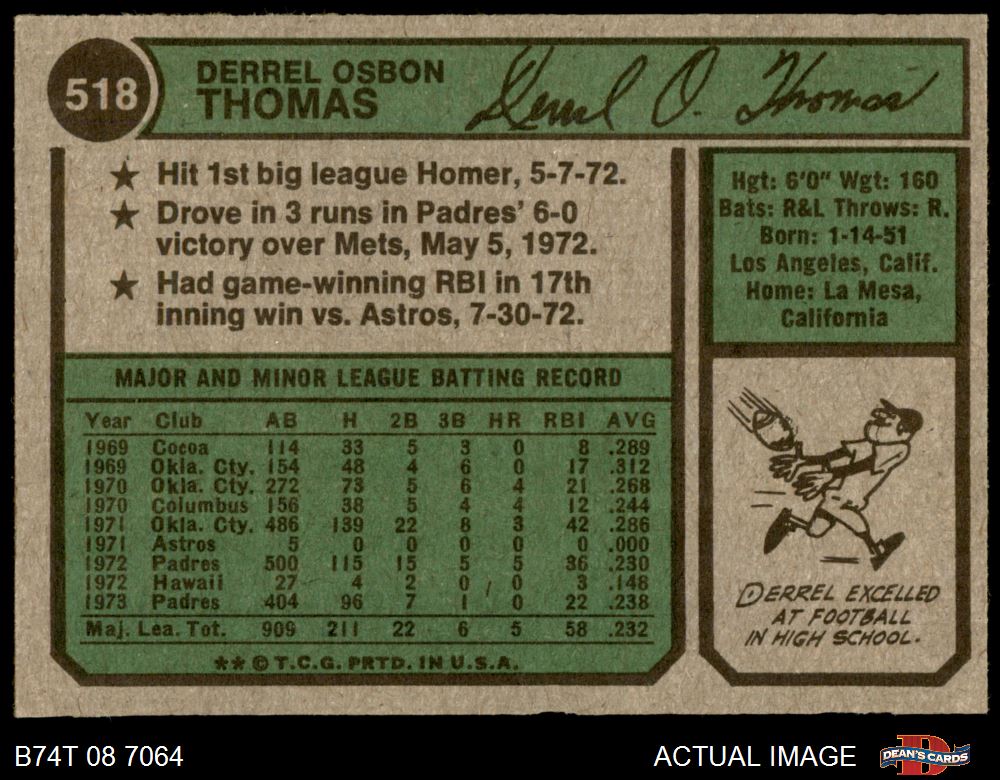 518
DERREL OSBON
THOMAS
Derrel O. Thomas
★ Hit 1st big league Homer, 5-7-72.
★ Drove in 3 runs in Padres' 6-0
victory over Mets, May 5, 1972.
★ Had game-winning RBI in 17th
inning win vs. Astros, 7-30-72.
Hgt: 6'0" Wgt: 160
Bats: R&L Throws: R.
Born: 1-14-51
Los Angeles, Calif.
Home: La Mesa,
California
MAJOR AND MINOR LEAGUE BATTING RECORD
Year Club AB H 2B 3B HR RBI AVG
1969 Cocoa 114 33 5 3 0 8 .289
1969 Okla. Cty. 154 48 4 6 0 17 .312
1970 Okla. Cty. 272 73 5 6 4 21 .268
1970 Columbus 156 38 5 4 4 12 .244
1971 Okla. Cty. 486 139 22 8 3 42 .286
1971 Astros 5 0 0 0 0 0 .000
1972 Padres 500 115 15 5 5 36 .230
1972 Hawaii 27 4 2 0 0 3 .148
1973 Padres 404 96 7 1 0 22 .238
Maj. Lea. Tot. 909 211 22 6 5 58 .232
** © T.C.G. PRTD. IN U.S.A.
DERREL EXCELLED
AT FOOTBALL
IN HIGH SCHOOL.
B74T 08 7064
ACTUAL IMAGE
DEAN'S CARDS